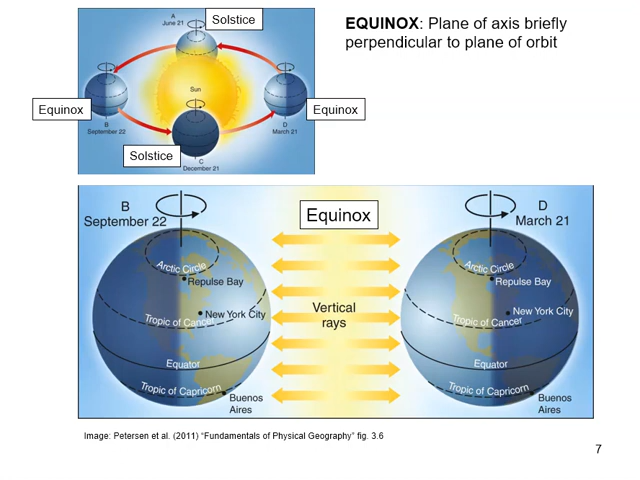 EQUINOX: Plane of axis briefly
perpendicular to plane of orbit
A
June 21
Solstice
Equinox
B
September 22
Sun
Equinox
D
March 21
Solstice
C
December 21
B
September 22
Equinox
D
March 21
Arctic Circle
Repulse Bay
New York City
Tropic of Cancer
Equator
Tropic of Capricorn
Buenos
Aires
Vertical
rays
Arctic Circle
Repulse Bay
New York City
Tropic of Cancer
Equator
Tropic of Capricorn
Buenos
Aires
Image: Petersen et al. (2011) “Fundamentals of Physical Geography” fig. 3.6
7